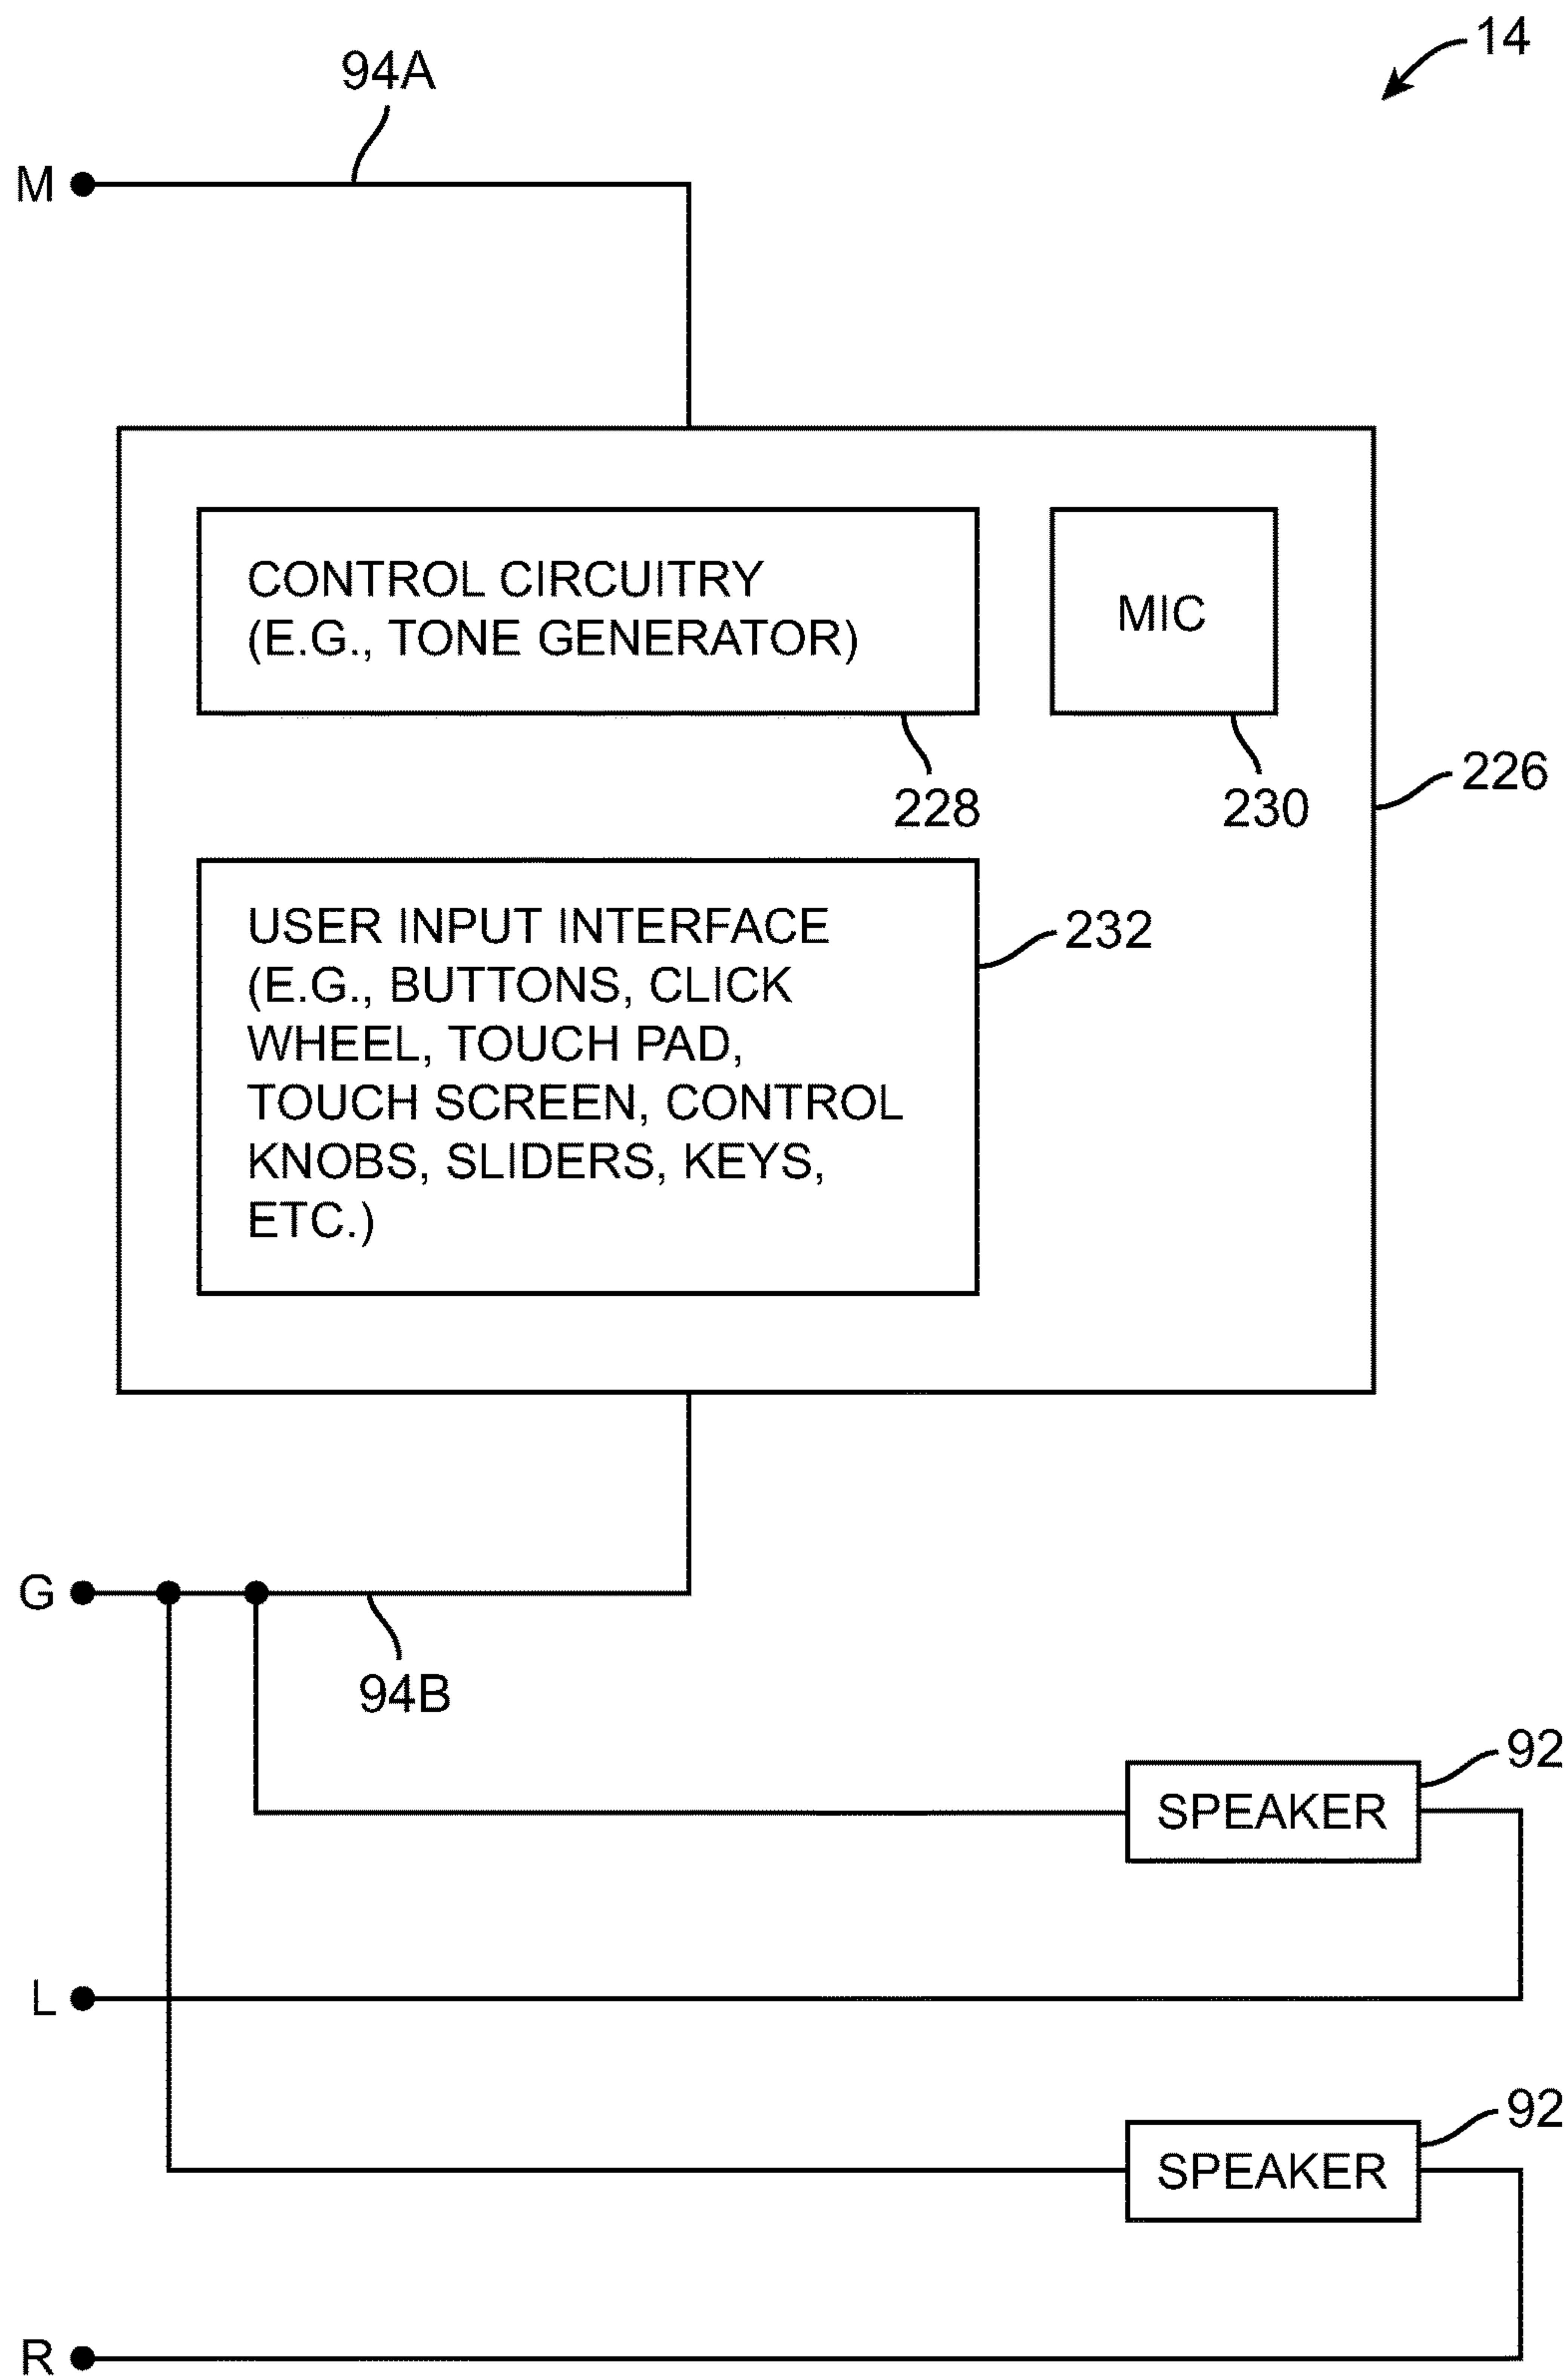 14
94A
M
CONTROL CIRCUITRY
(E.G., TONE GENERATOR)
MIC
226
228
230
USER INPUT INTERFACE
(E.G., BUTTONS, CLICK
WHEEL, TOUCH PAD,
TOUCH SCREEN, CONTROL
KNOBS, SLIDERS, KEYS,
ETC.)
232
G
94B
92
SPEAKER
L
92
SPEAKER
R